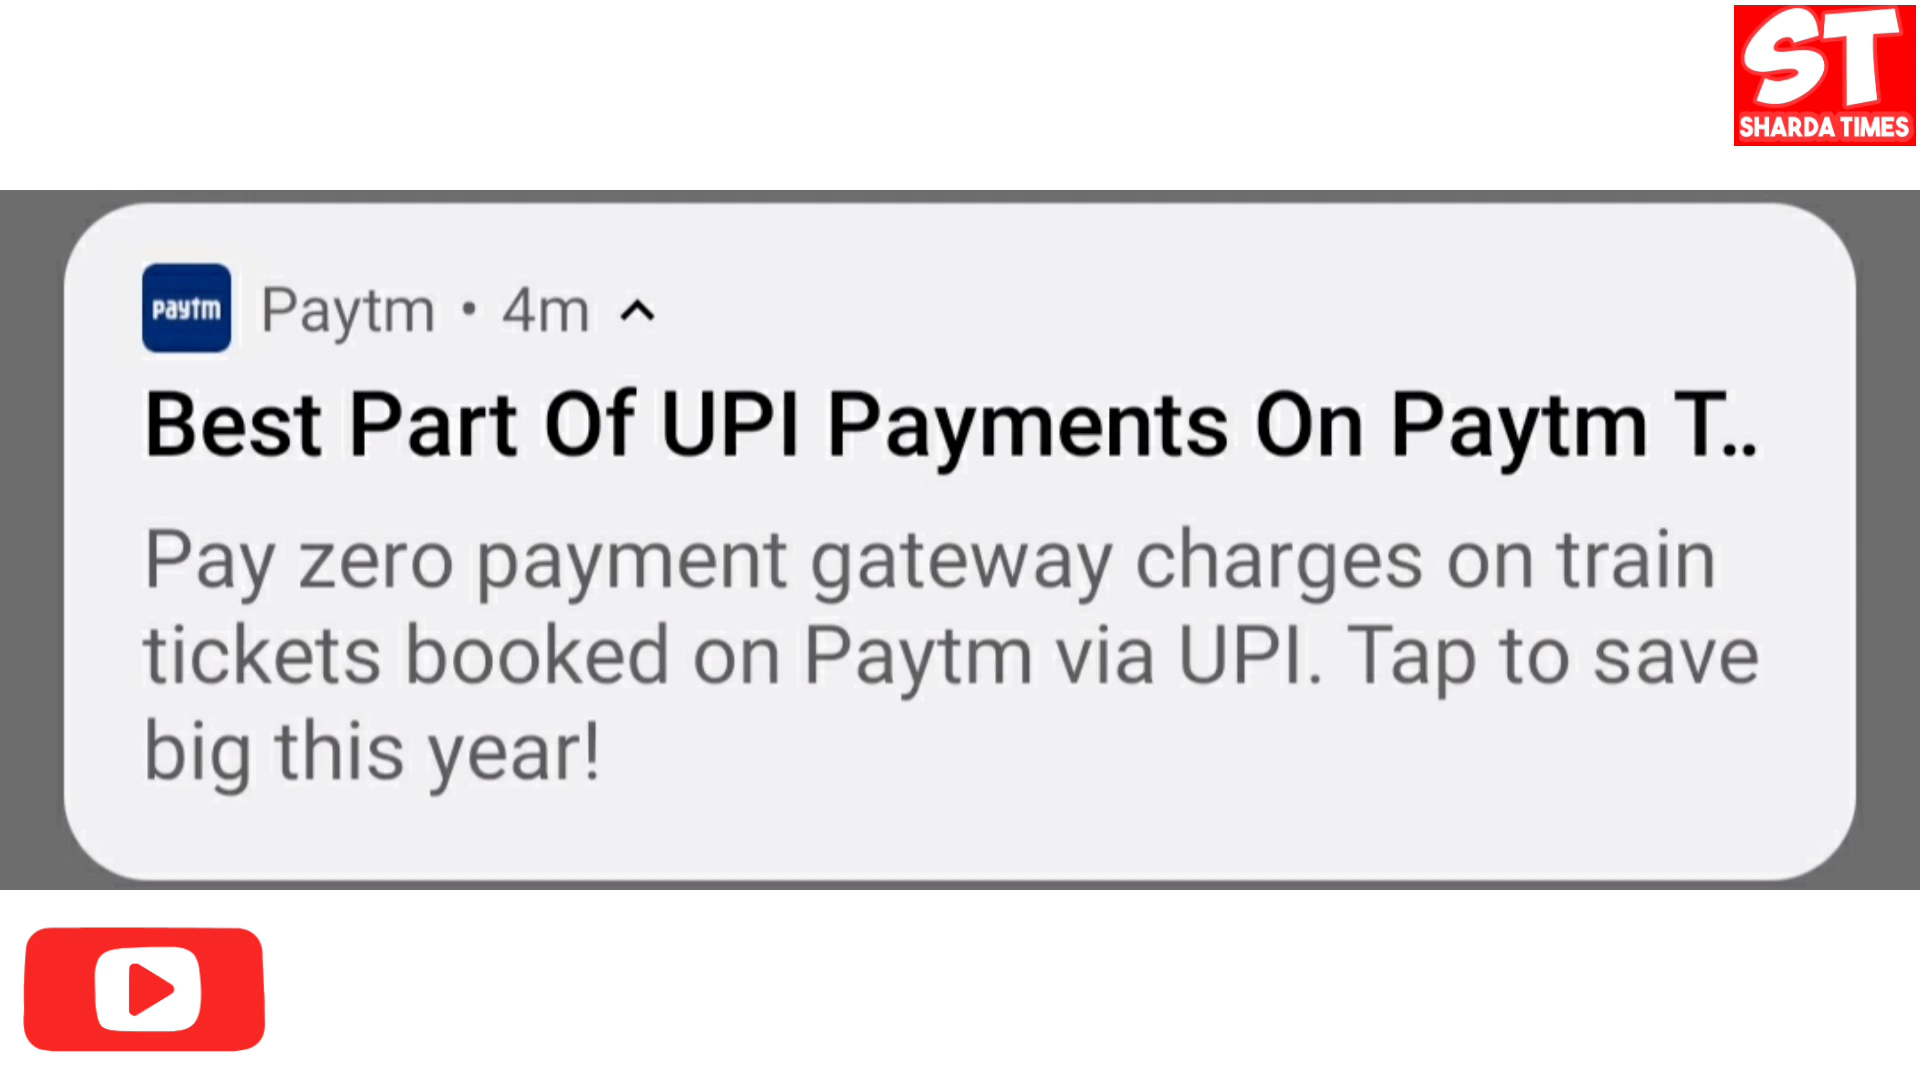 ST
SHARDA TIMES
paytm
Paytm • 4m
Best Part Of UPI Payments On Paytm T..
Pay zero payment gateway charges on train
tickets booked on Paytm via UPI. Tap to save
big this year!